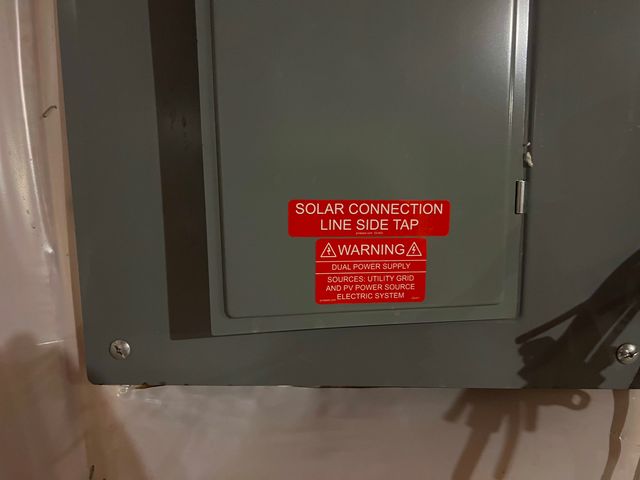 SOLAR CONNECTION
LINE SIDE TAP
WARNING
DUAL POWER SUPPLY
SOURCES: UTILITY GRID
AND PV POWER SOURCE
ELECTRIC SYSTEM